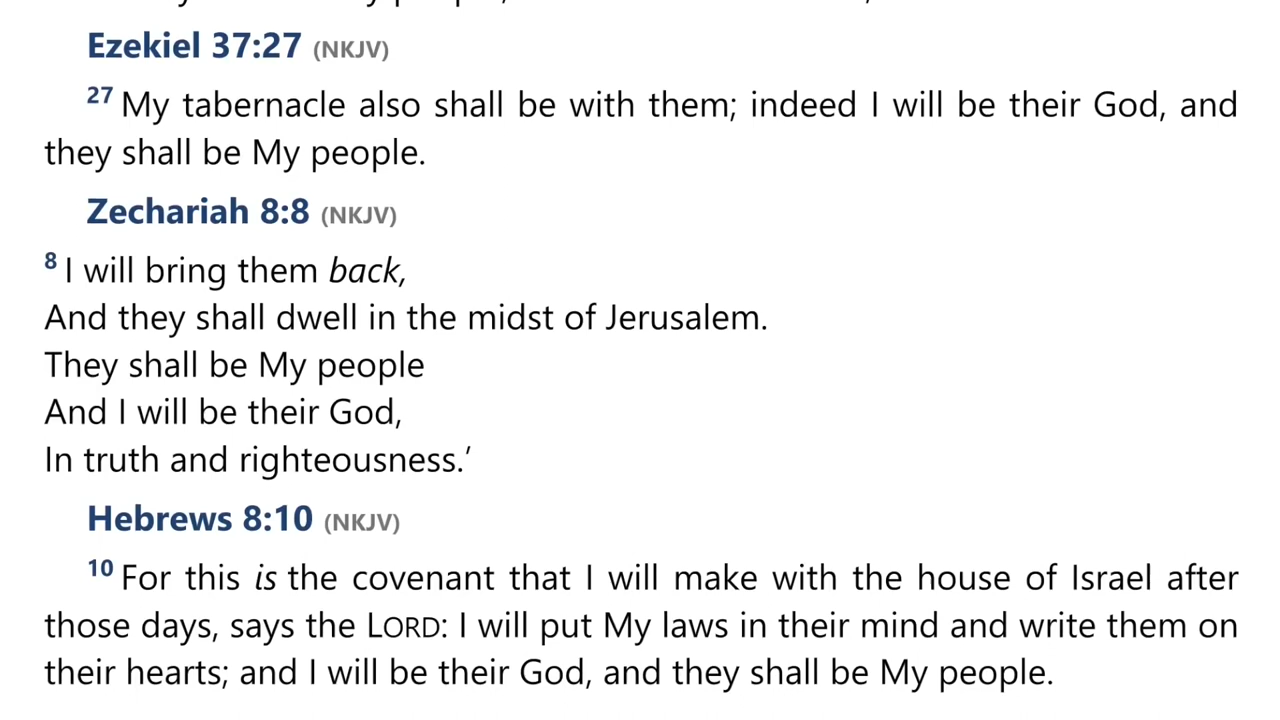 Ezekiel 37:27 (NKJV)
27 My tabernacle also shall be with them; indeed I will be their God, and
they shall be My people.
Zechariah 8:8 (NKJV)
8 I will bring them back,
And they shall dwell in the midst of Jerusalem.
They shall be My people
And I will be their God,
In truth and righteousness.’
Hebrews 8:10 (NKJV)
10 For this is the covenant that I will make with the house of Israel after
those days, says the LORD: I will put My laws in their mind and write them on
their hearts; and I will be their God, and they shall be My people.